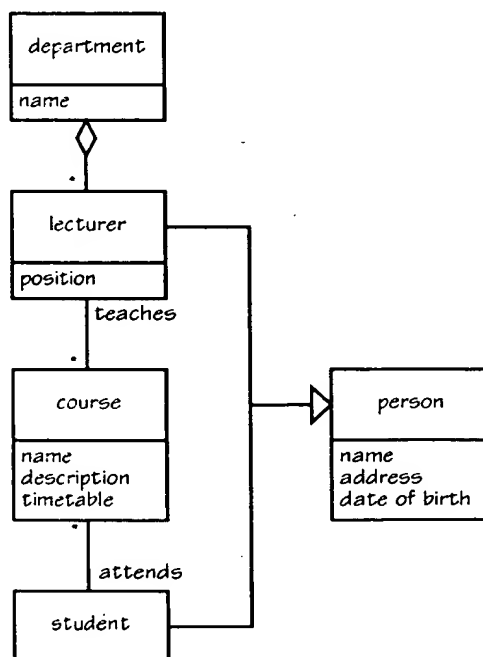 department
name
lecturer
position
teaches
course
name
description
timetable
person
name
address
date of birth
attends
student